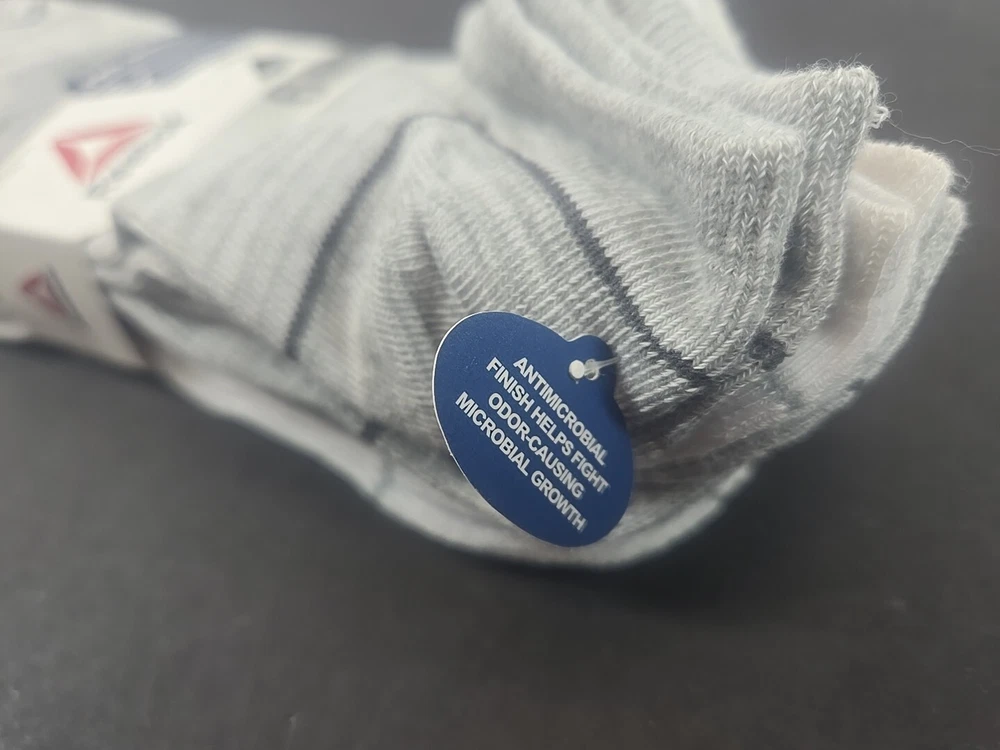 ANTIMICROBIAL
FINISH HELPS FIGHT
ODOR-CAUSING
MICROBIAL GROWTH